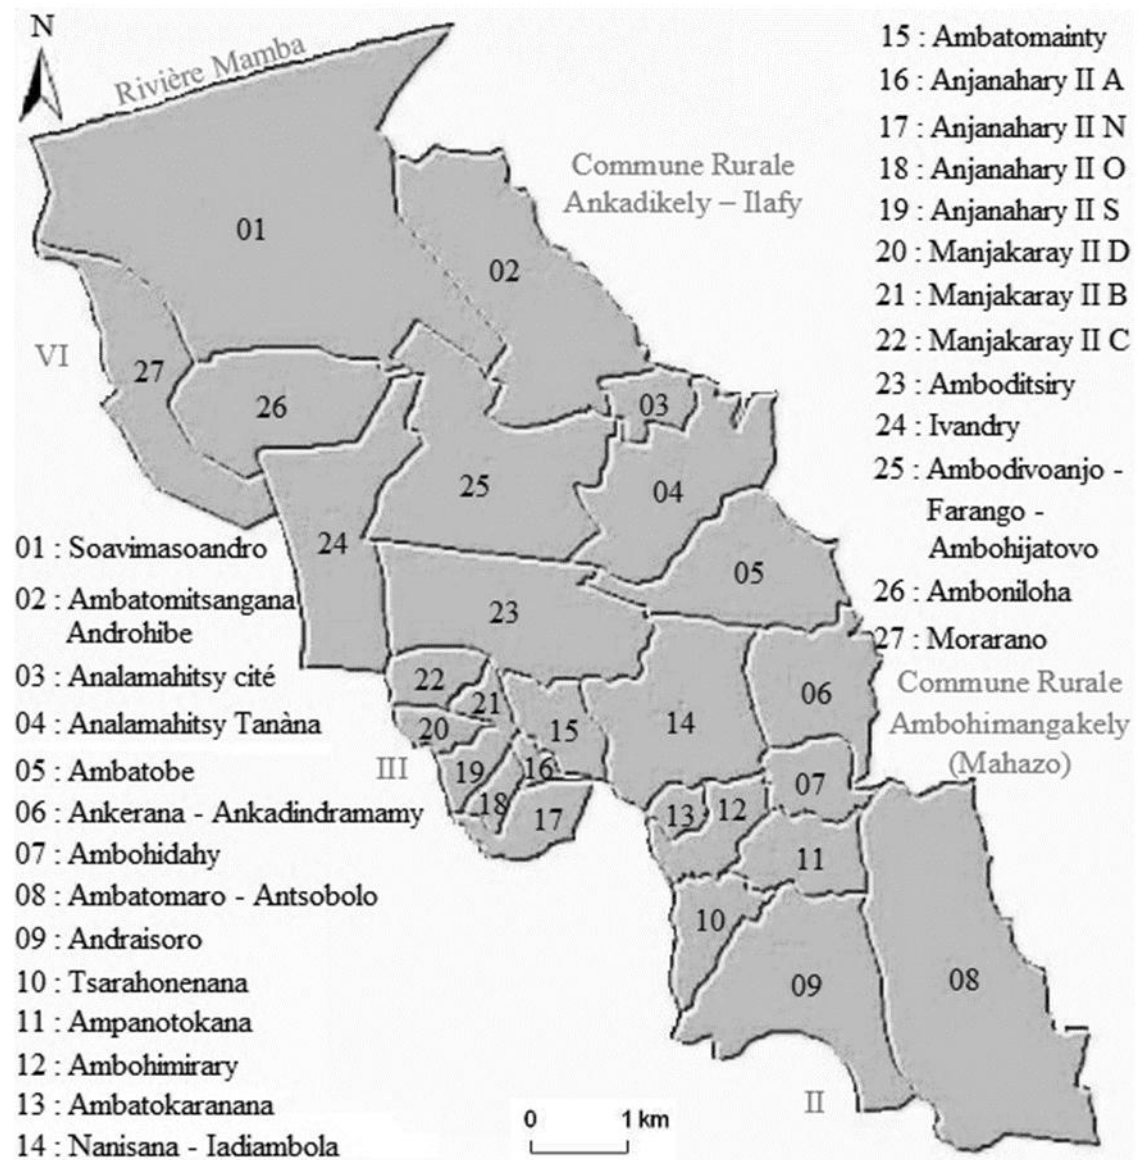 N
Rivière Mamba
Commune Rurale
Ankadikely – Ilafy
01
02
VI
27
26
03
25
04
24
05
23
22
21
20
15
14
06
III
19
16
18
17
13
12
07
11
10
09
08
II
0 1 km
01 : Soavimasoandro
02 : Ambatomitsangana
Androhibe
03 : Analamahitsy cité
04 : Analamahitsy Tanàna
05 : Ambatobe
06 : Ankerana - Ankadindramamy
07 : Ambohidahy
08 : Ambatomaro - Antsobolo
09 : Andraisoro
10 : Tsarahonenana
11 : Ampanotokana
12 : Ambohimirary
13 : Ambatokaranana
14 : Nanisana - Iadiambola
15 : Ambatomainty
16 : Anjanahary II A
17 : Anjanahary II N
18 : Anjanahary II O
19 : Anjanahary II S
20 : Manjakaray II D
21 : Manjakaray II B
22 : Manjakaray II C
23 : Amboditsiry
24 : Ivandry
25 : Ambodivoanjo -
Farango -
Ambohijatovo
26 : Amboniloha
27 : Morarano
Commune Rurale
Ambohimangakely
(Mahazo)